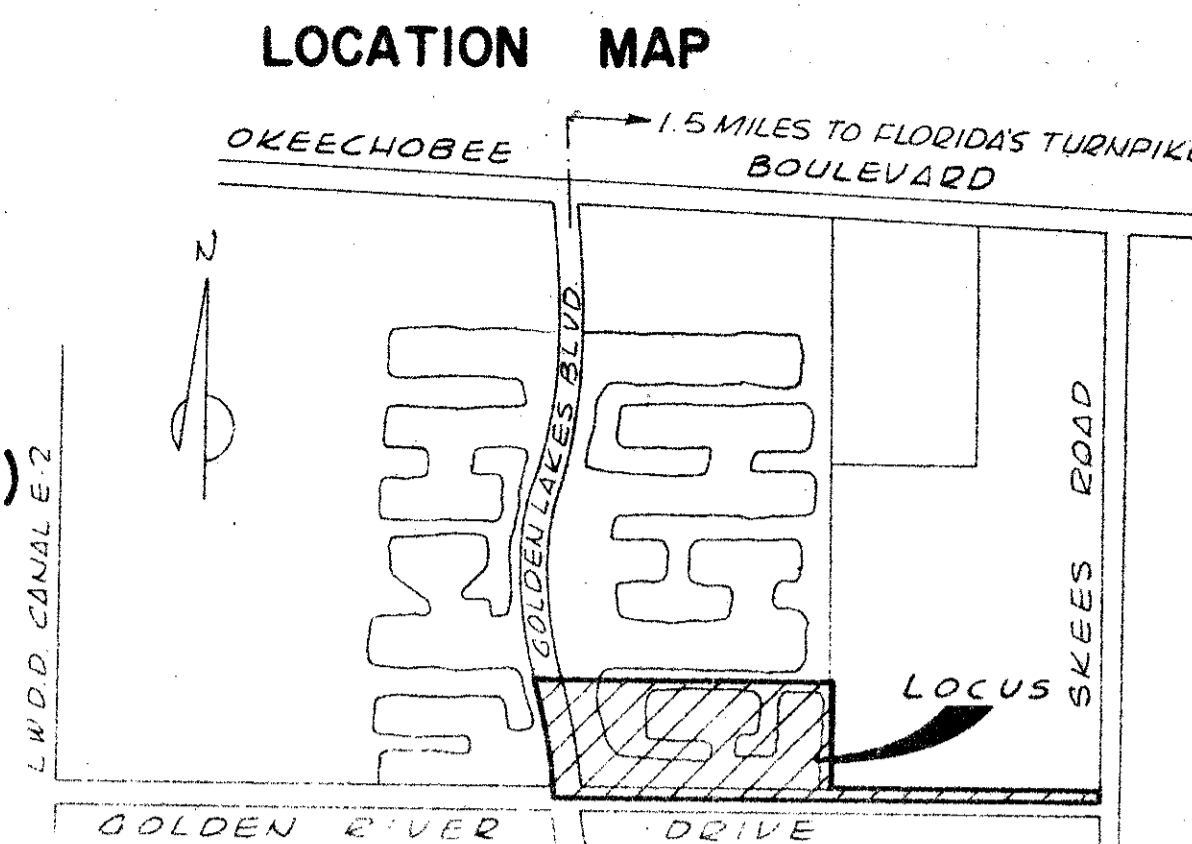 LOCATION MAP
OKEECHOBEE
1.5 MILES TO FLORIDA'S TURNPIKE
BOULEVARD
N
GOLDEN LAKES BLVD.
SKEES ROAD
L.W.D.D. CANAL E-2
)
LOCUS
GOLDEN RIVER DRIVE